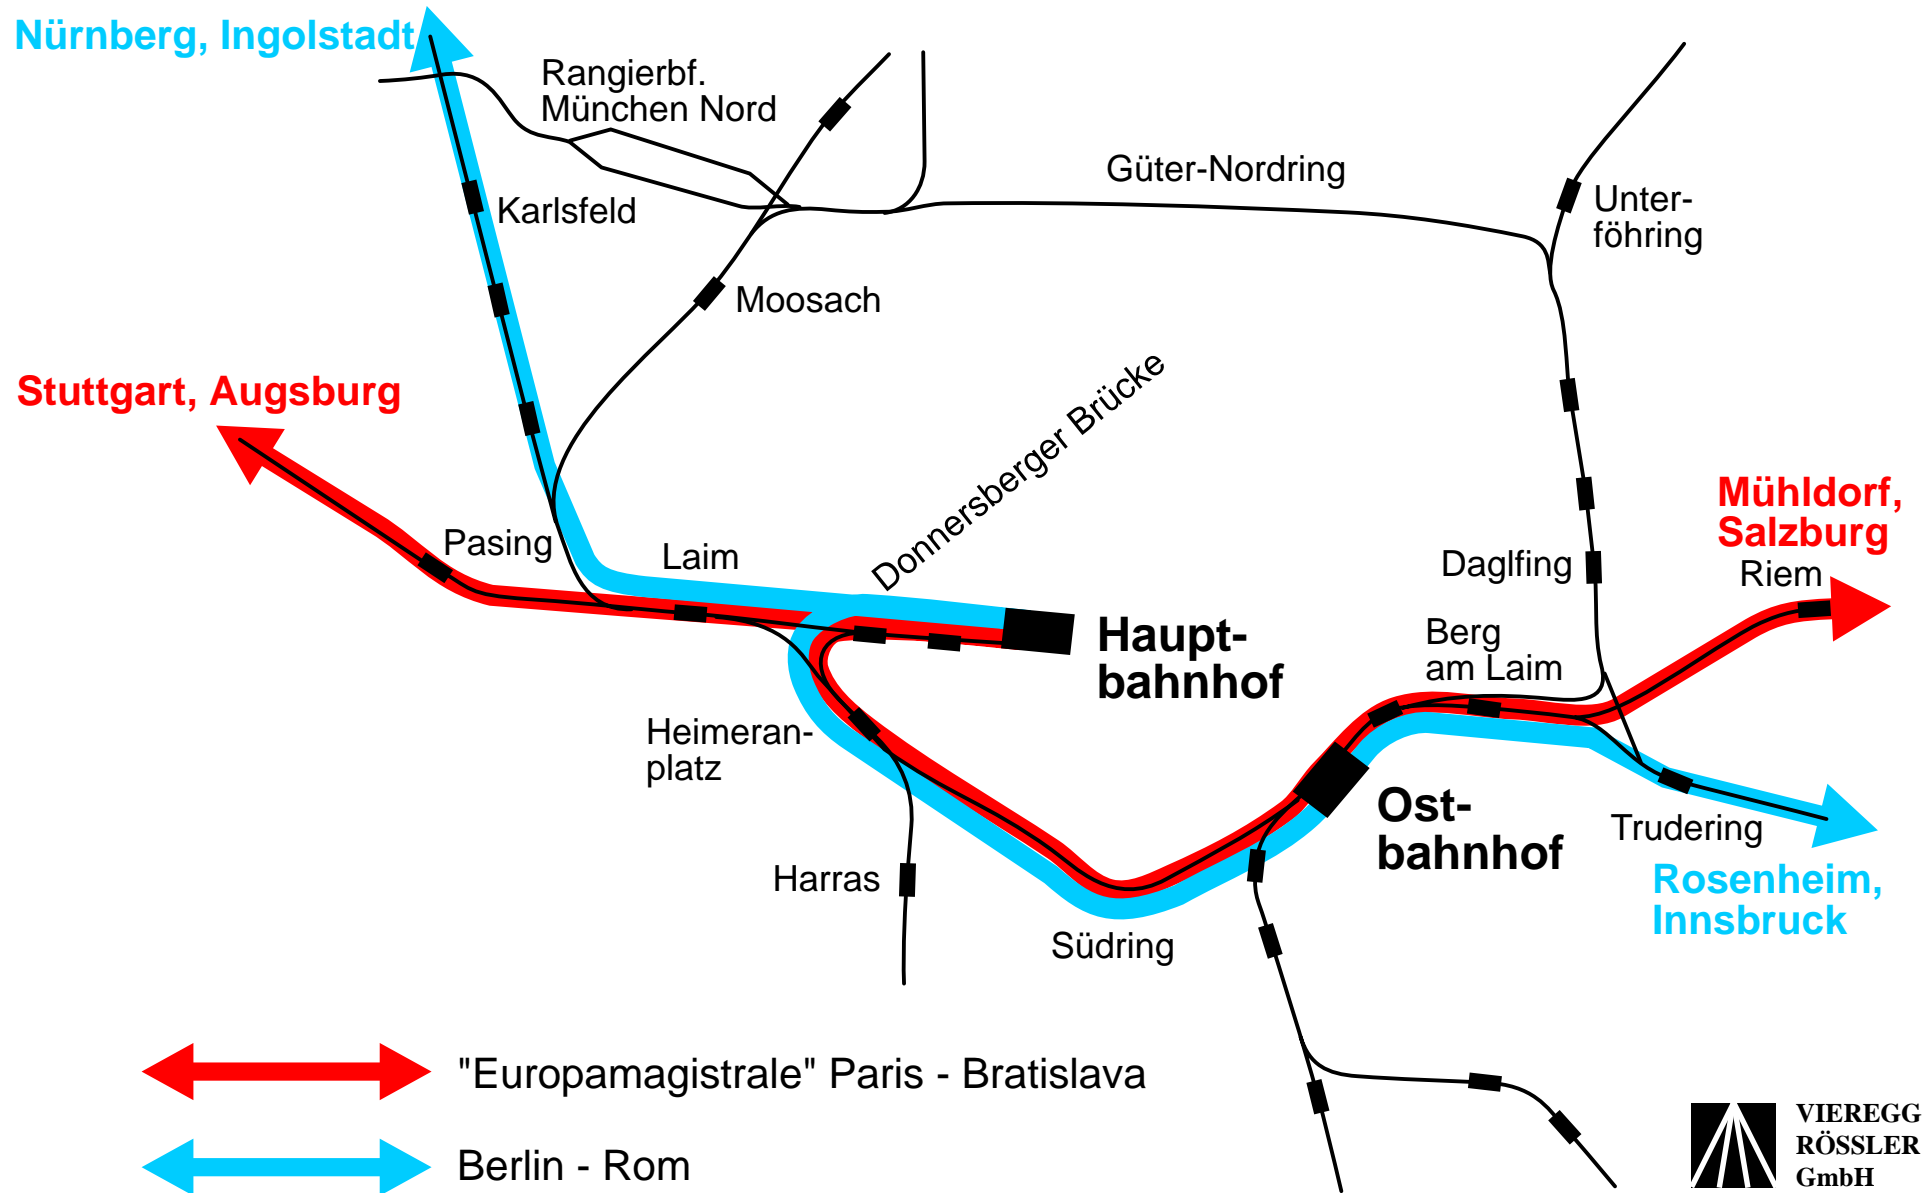 Nürnberg, Ingolstadt
Rangierbf.
München Nord
Güter-Nordring
Karlsfeld
Unter-
föhring
Moosach
Stuttgart, Augsburg
Donnersberger Brücke
Mühldorf,
Salzburg
Pasing
Laim
Daglfing
Riem
Haupt-
bahnhof
Berg
am Laim
Heimeran-
platz
Ost-
bahnhof
Trudering
Harras
Rosenheim,
Innsbruck
Südring
"Europamagistrale" Paris - Bratislava
Berlin - Rom
VIEREGG
RÖSSLER
GmbH